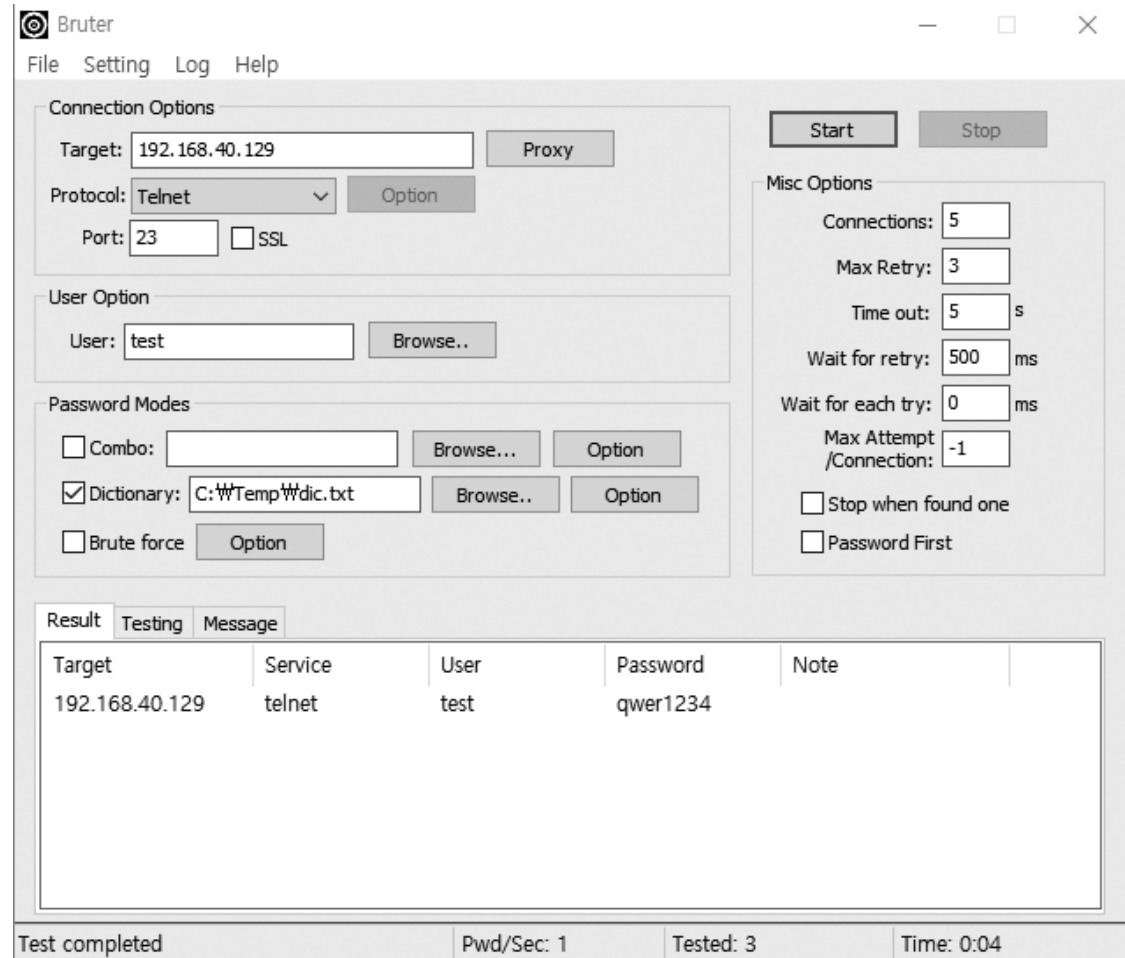 Bruter
File Setting Log Help
Connection Options
Target: 192.168.40.129 Proxy
Protocol: Telnet Option
Port: 23 SSL
User Option
User: test Browse..
Password Modes
Combo: Browse... Option
Dictionary: C:₩Temp₩dic.txt Browse.. Option
Brute force Option
Start Stop
Misc Options
Connections: 5
Max Retry: 3
Time out: 5 s
Wait for retry: 500 ms
Wait for each try: 0 ms
Max Attempt
/Connection: -1
Stop when found one
Password First
Result Testing Message
Target Service User Password Note
192.168.40.129 telnet test qwer1234
Test completed Pwd/Sec: 1 Tested: 3 Time: 0:04